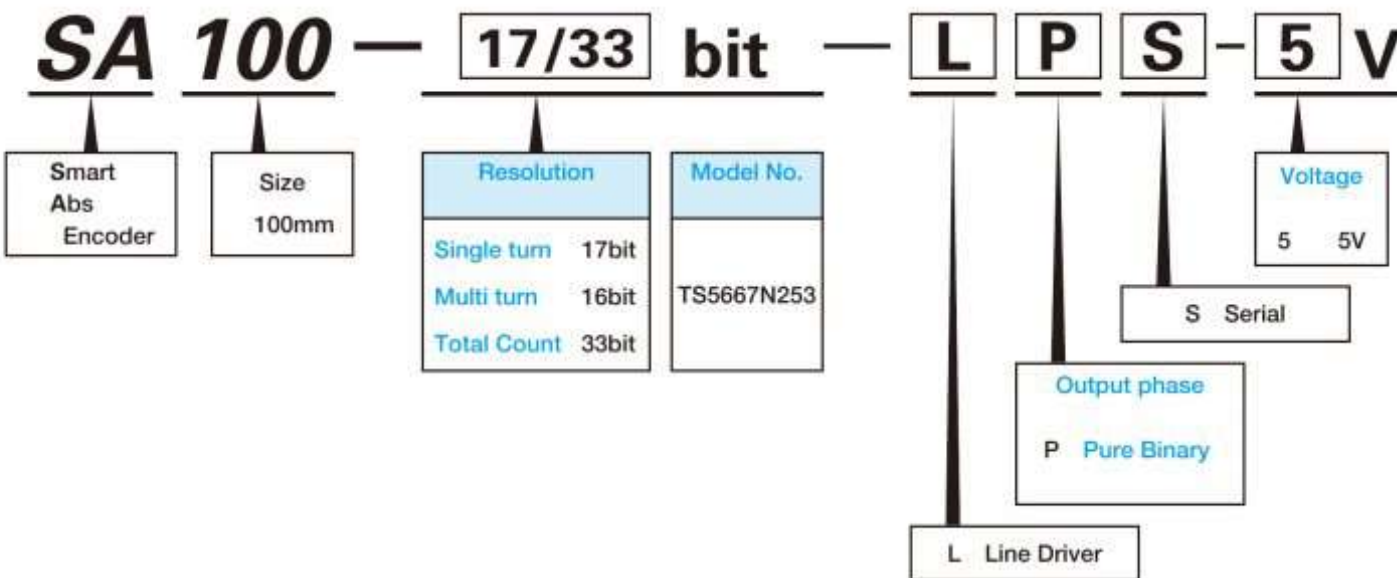 SA 100 — 17/33 bit — L P S - 5 V
Smart
Abs
Encoder
Size
100mm
Resolution
Single turn 17bit
Multi turn 16bit
Total Count 33bit
Model No.
TS5667N253
Voltage
5 5V
S Serial
Output phase
P Pure Binary
L Line Driver